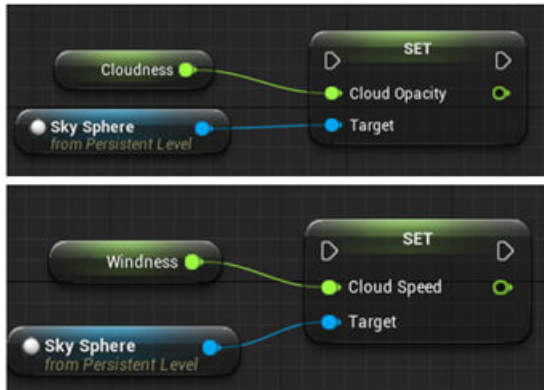 SET
Cloudness
Cloud Opacity
Sky Sphere
from Persistent Level
Target
SET
Windness
Cloud Speed
Target
Sky Sphere
from Persistent Level